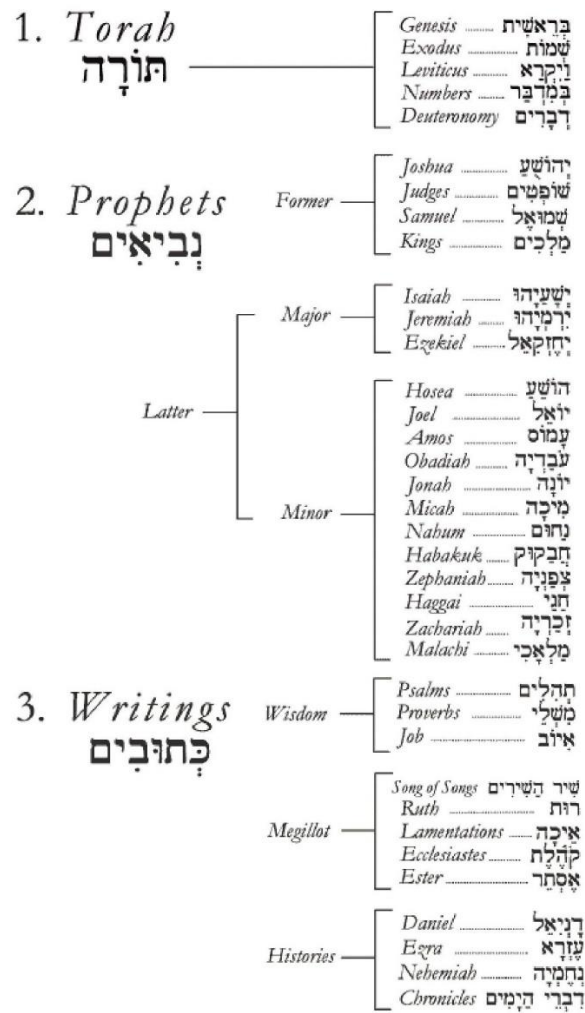 1. Torah
תּוֹרָה
Genesis ........ בְּרֵאשִׁית
Exodus ........ שְׁמוֹת
Leviticus ........ וַיִּקְרָא
Numbers ........ בְּמִדְבַּר
Deuteronomy דְבָרִים
2. Prophets
נְבִיאִים
Former
Joshua ........ יְהוֹשֻׁעַ
Judges ........ שׁוֹפְטִים
Samuel ........ שְׁמוּאֵל
Kings ........ מַלְכִים
Latter
Major
Isaiah ........ יְשַׁעְיָהוּ
Jeremiah ........ יִרְמְיָהוּ
Ezekiel ........ יְחֶזְקֵאל
Minor
Hosea ........ הוֹשֵׁעַ
Joel ........ יוֹאֵל
Amos ........ עָמוֹס
Obadiah ........ עֹבַדְיָה
Jonah ........ יוֹנָה
Micah ........ מִיכָה
Nahum ........ נַחוּם
Habakuk ........ חֲבַקּוּק
Zephaniah ........ צְפַנְיָה
Haggai ........ חַגַּי
Zachariah ........ זְכַרְיָה
Malachi ........ מַלְאָכִי
3. Writings
כְּתוּבִים
Wisdom
Psalms ........ תְהִלִים
Proverbs ........ מִשְׁלֵי
Job ........ אִיּוֹב
Megillot
Song of Songs שִׁיר הַשִׁירִים
Ruth ........ רוּת
Lamentations ........ אֵיכָה
Ecclesiastes ........ קֹהֶלֶת
Ester ........ אֶסְתֵר
Histories
Daniel ........ דָנִיֵאל
Ezra ........ עֶזְרָא
Nehemiah ........ נְחֶמְיָה
Chronicles דִבְרֵי הַיָמִים